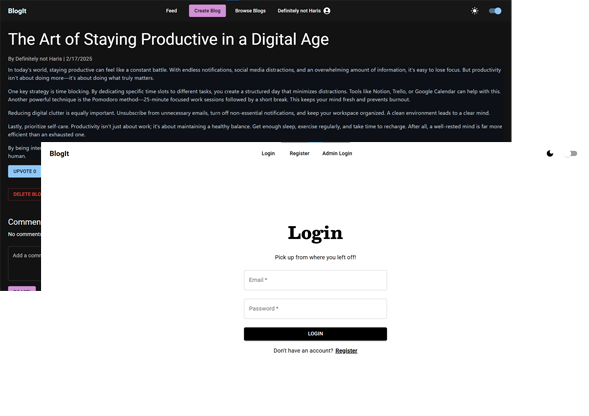 BlogIt
Feed
Create Blog
Browse Blogs
Definitely not Haris
The Art of Staying Productive in a Digital Age
By Definitely not Haris | 2/17/2025
In today's world, staying productive can feel like a constant battle. With endless notifications, social media distractions, and an overwhelming amount of information, it's easy to lose focus. But productivity
isn't about doing more—it's about doing what truly matters.
One key strategy is time blocking. By dedicating specific time slots to different tasks, you create a structured day that minimizes distractions. Tools like Notion, Trello, or Google Calendar can help with this.
Another powerful technique is the Pomodoro method—25-minute focused work sessions followed by a short break. This keeps your mind fresh and prevents burnout.
Reducing digital clutter is equally important. Unsubscribe from unnecessary emails, turn off non-essential notifications, and keep your workspace organized. A clean environment leads to a clear mind.
Lastly, prioritize self-care. Productivity isn't just about work; it's about maintaining a healthy balance. Get enough sleep, exercise regularly, and take time to recharge. After all, a well-rested mind is far more
efficient than an exhausted one.
By being inte
human.
UPVOTE 0
DELETE BLO
Commen
No comments
Add a comm
BlogIt
Login
Register
Admin Login
Login
Pick up from where you left off!
Email *
Password *
LOGIN
Don't have an account? Register